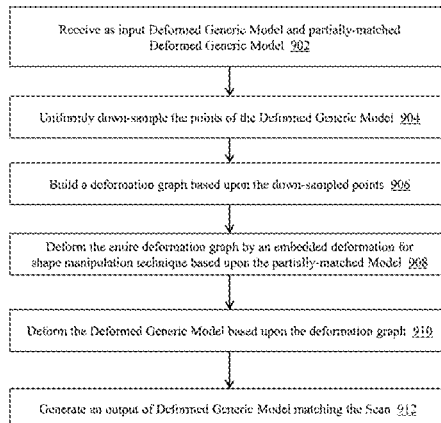 Receive as input Deformed Generic Model and partially-matched
Deformed Generic Model 902
Uniformly down-sample the points of the Deformed Generic Model 904
Build a deformation graph based upon the down-sampled points 906
Deform the entire deformation graph by an embedded deformation for
shape manipulation technique based upon the partially-matched Model 908
Deform the Deformed Generic Model based upon the deformation graph 910
Generate an output of Deformed Generic Model matching the Scan 912